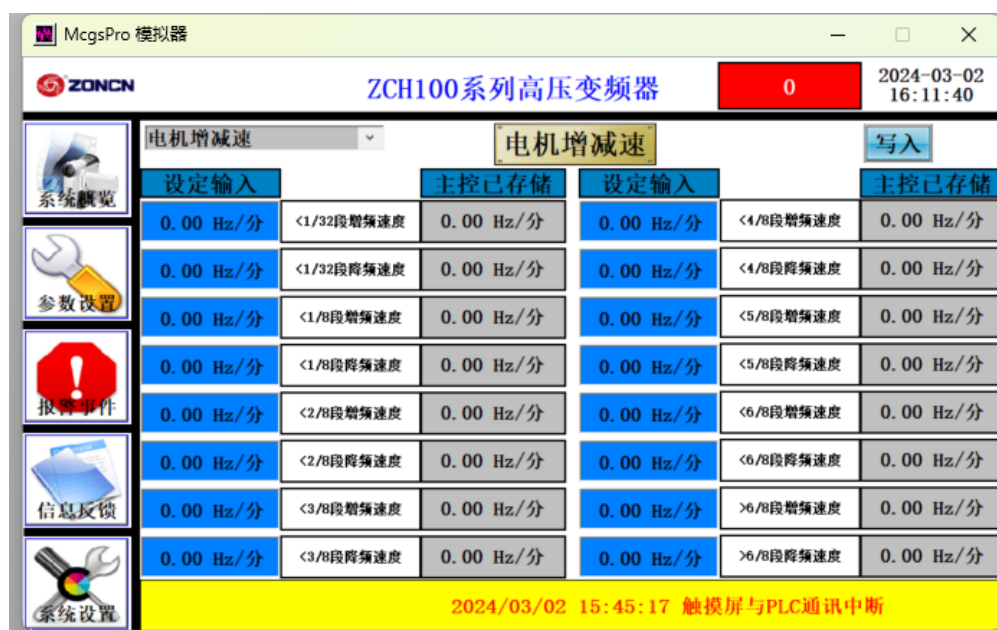 McgsPro 模拟器
ZONCN
ZCH100系列高压变频器
0
2024-03-02
16:11:40
系统概览
参数设置
报警事件
信息反馈
系统设置
电机增减速
电机增减速
写入
设定输入 主控已存储 设定输入 主控已存储
0.00 Hz/分 <1/32段增频速度 0.00 Hz/分 0.00 Hz/分 <4/8段增频速度 0.00 Hz/分
0.00 Hz/分 <1/32段降频速度 0.00 Hz/分 0.00 Hz/分 <4/8段降频速度 0.00 Hz/分
0.00 Hz/分 <1/8段增频速度 0.00 Hz/分 0.00 Hz/分 <5/8段增频速度 0.00 Hz/分
0.00 Hz/分 <1/8段降频速度 0.00 Hz/分 0.00 Hz/分 <5/8段降频速度 0.00 Hz/分
0.00 Hz/分 <2/8段增频速度 0.00 Hz/分 0.00 Hz/分 <6/8段增频速度 0.00 Hz/分
0.00 Hz/分 <2/8段降频速度 0.00 Hz/分 0.00 Hz/分 <6/8段降频速度 0.00 Hz/分
0.00 Hz/分 <3/8段增频速度 0.00 Hz/分 0.00 Hz/分 >6/8段增频速度 0.00 Hz/分
0.00 Hz/分 <3/8段降频速度 0.00 Hz/分 0.00 Hz/分 >6/8段降频速度 0.00 Hz/分
2024/03/02 15:45:17 触摸屏与PLC通讯中断